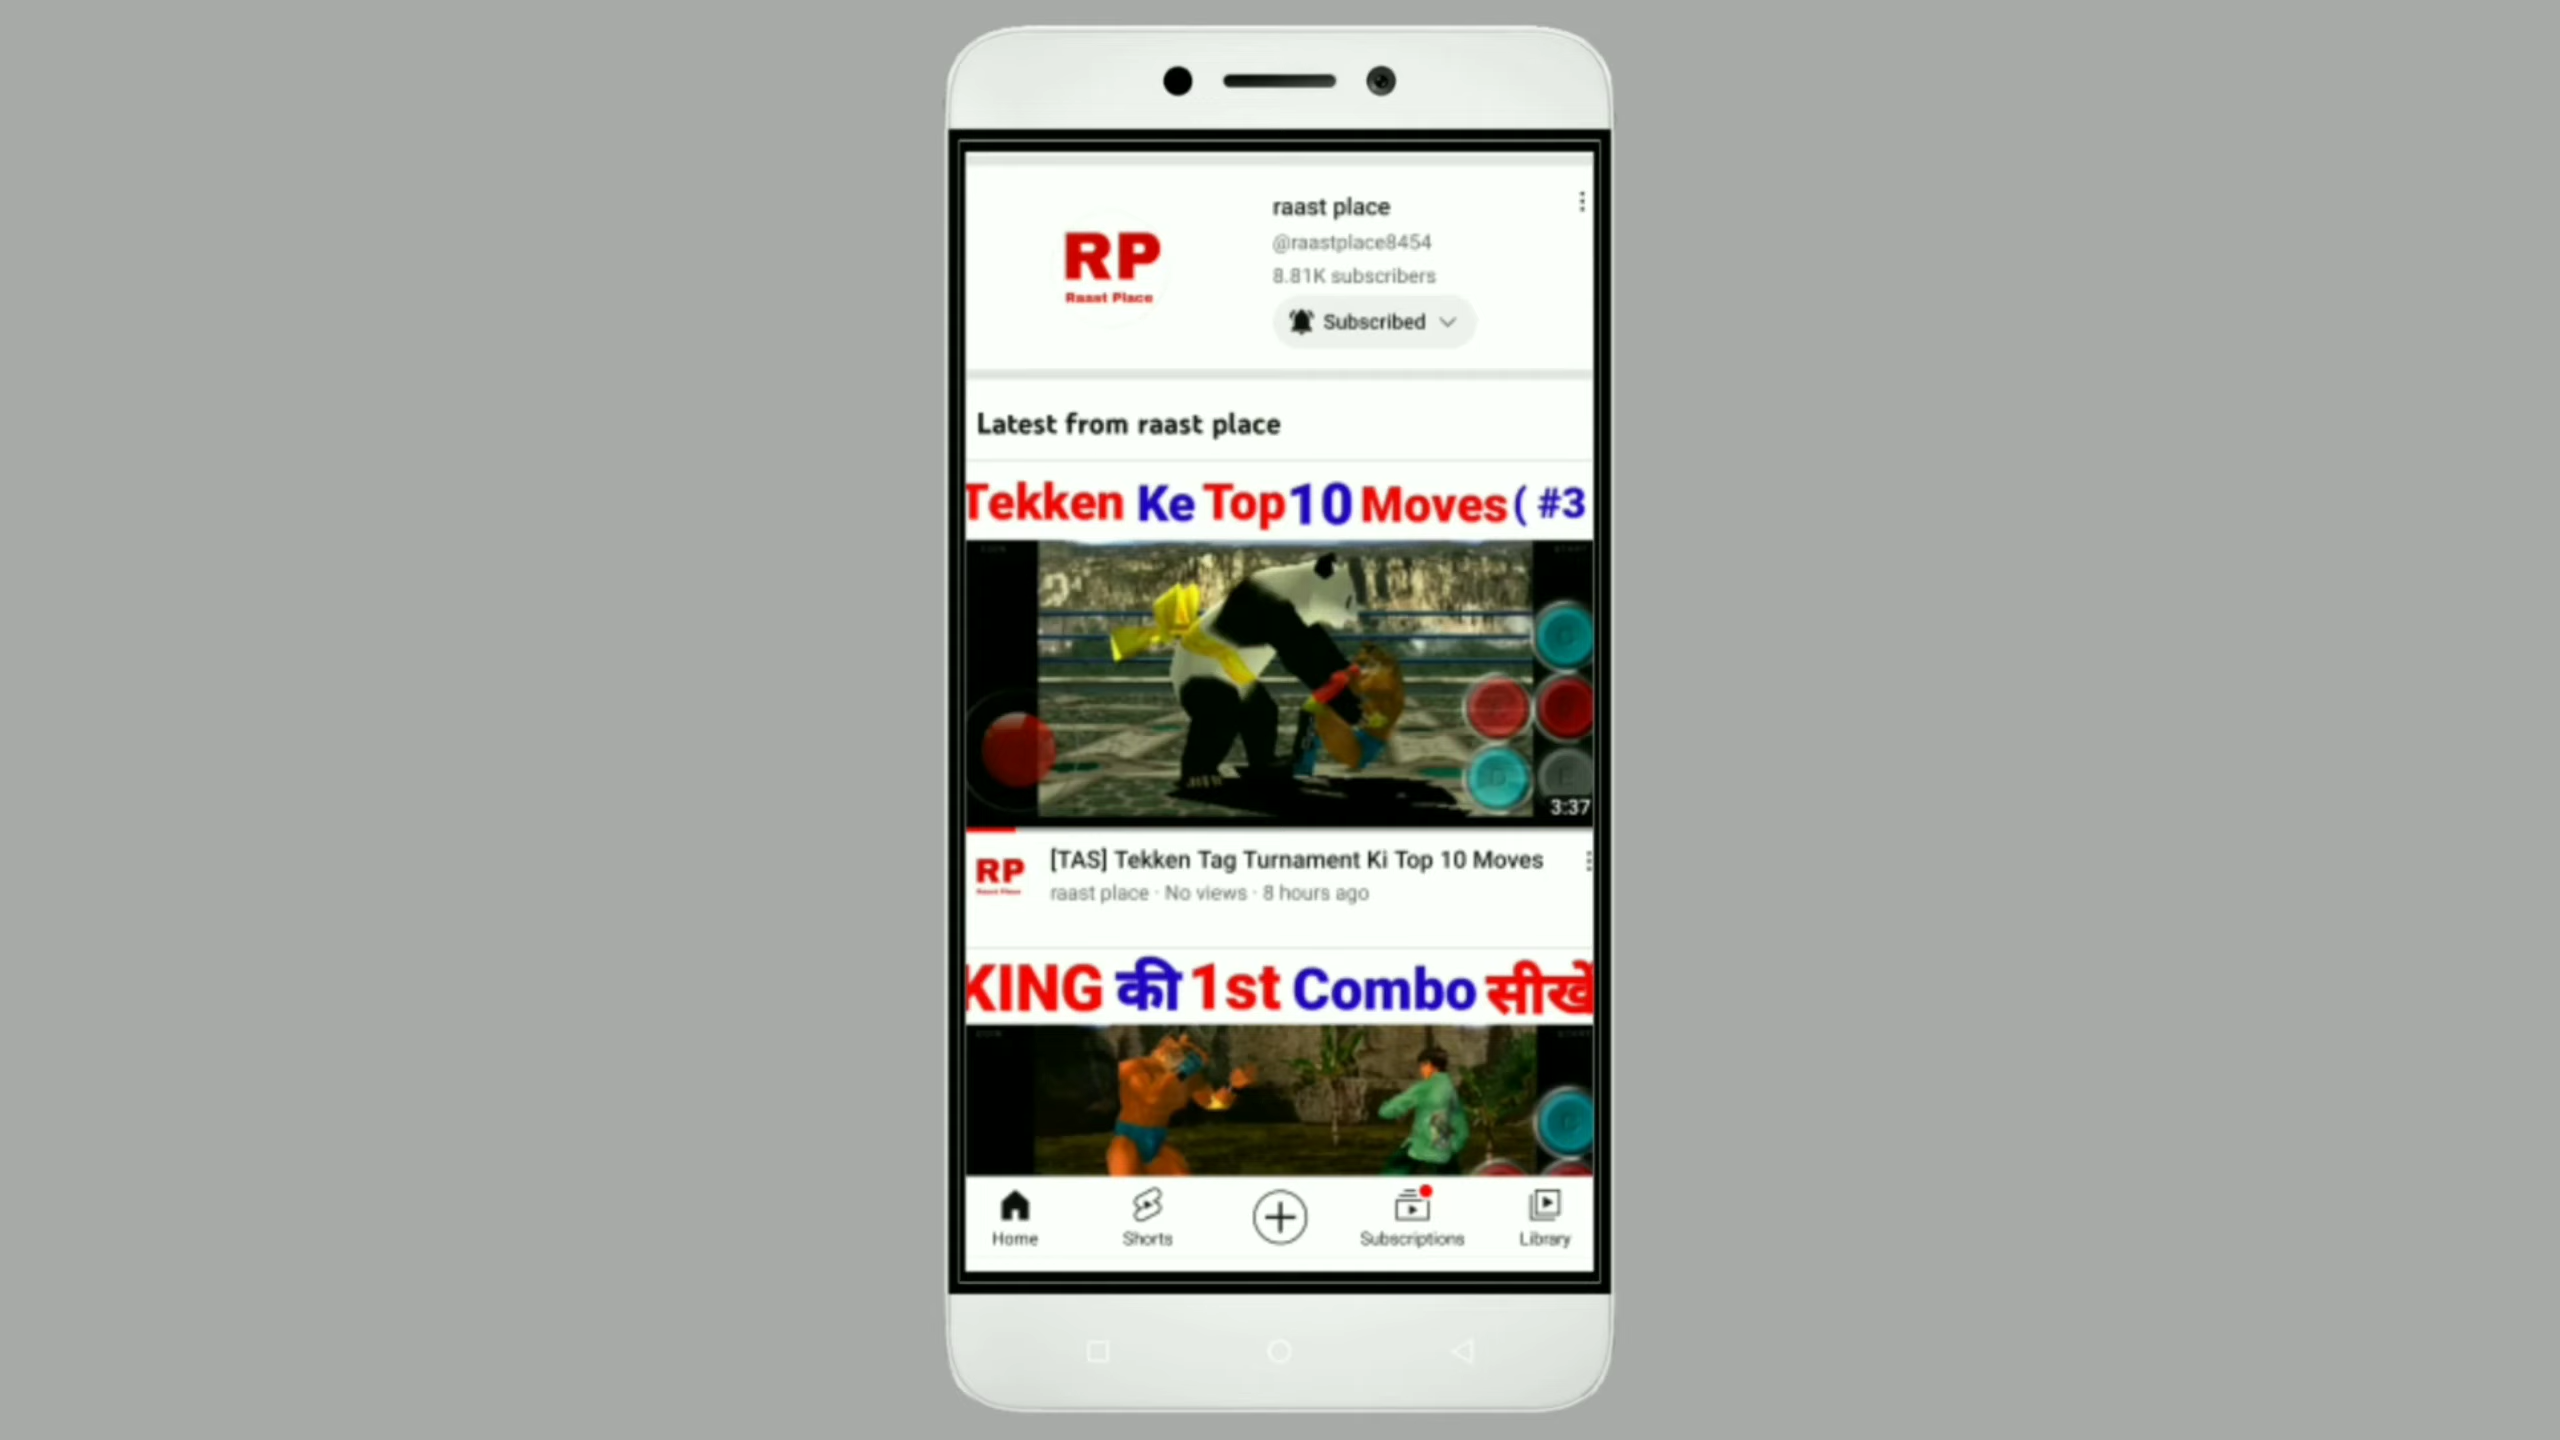 raast place
@raastplace8454
8.81K subscribers
RP
Raast Place
Subscribed
Latest from raast place
Tekken Ke Top 10 Moves ( #3
3:37
RP
[TAS] Tekken Tag Turnament Ki Top 10 Moves
raast place · No views · 8 hours ago
KING की 1st Combo सीखें
Home
Shorts
Subscriptions
Library